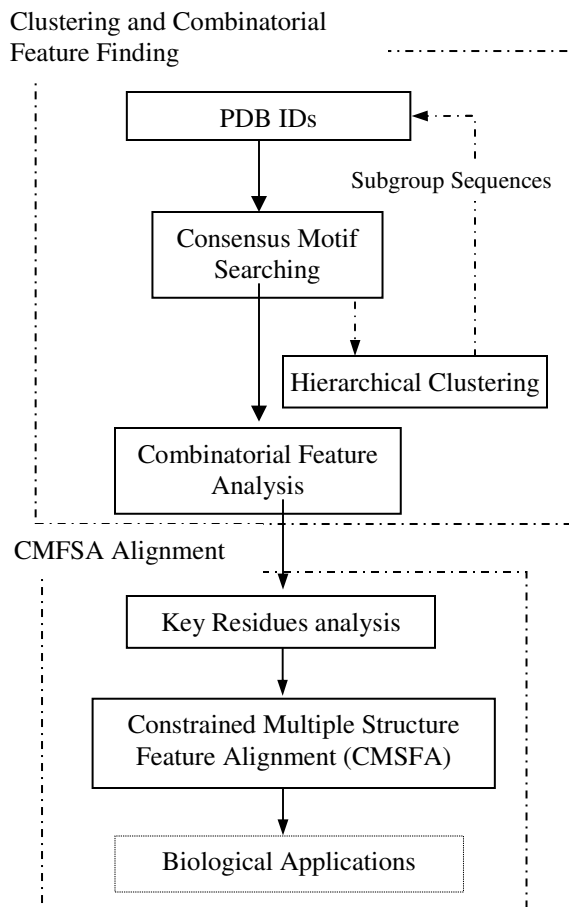 Clustering and Combinatorial
Feature Finding
PDB IDs
Subgroup Sequences
Consensus Motif
Searching
Hierarchical Clustering
Combinatorial Feature
Analysis
CMFSA Alignment
Key Residues analysis
Constrained Multiple Structure
Feature Alignment (CMSFA)
Biological Applications